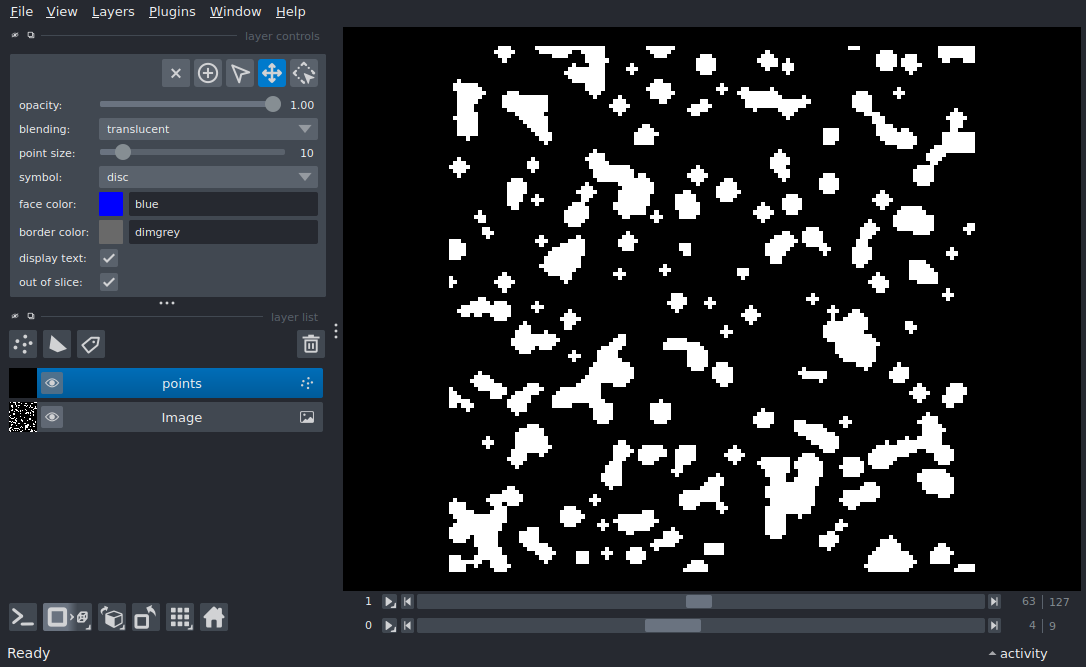 File View Layers Plugins Window Help
layer controls
opacity: 1.00
blending: translucent
point size: 10
symbol: disc
face color: blue
border color: dimgrey
display text:
out of slice:
layer list
points
Image
1 63 127
0 4 9
Ready activity